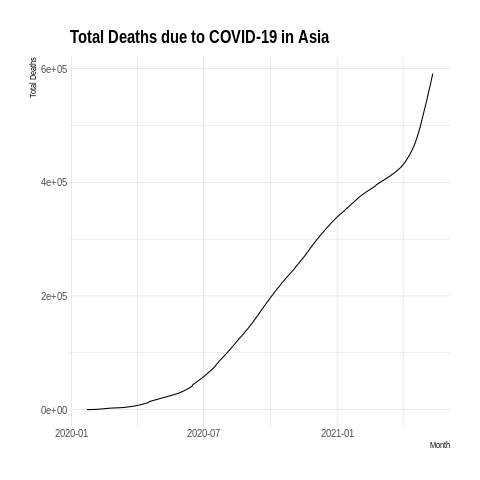 Total Deaths due to COVID-19 in Asia
Total Deaths
6e+05
4e+05
2e+05
0e+00
2020-01
2020-07
2021-01
Month